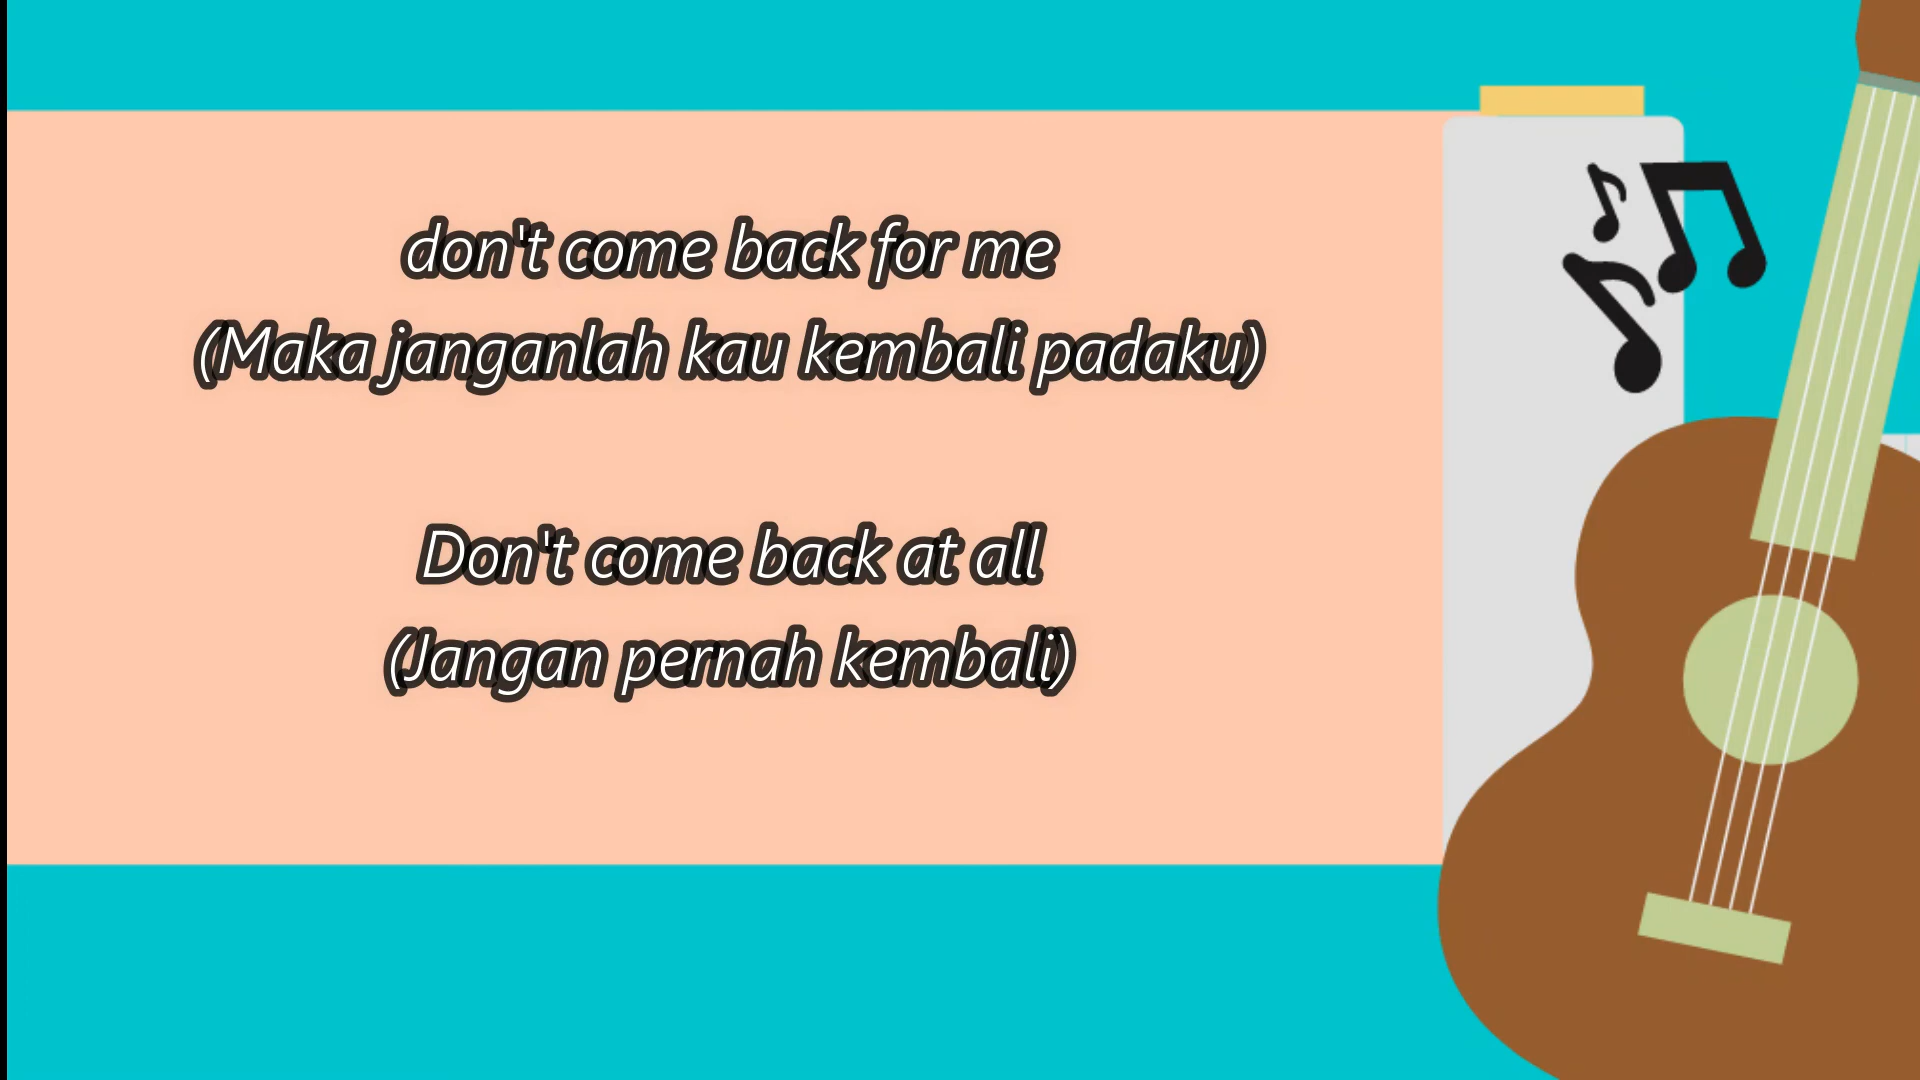 don't come back for me
(Maka janganlah kau kembali padaku)
Don't come back at all
(Jangan pernah kembali)